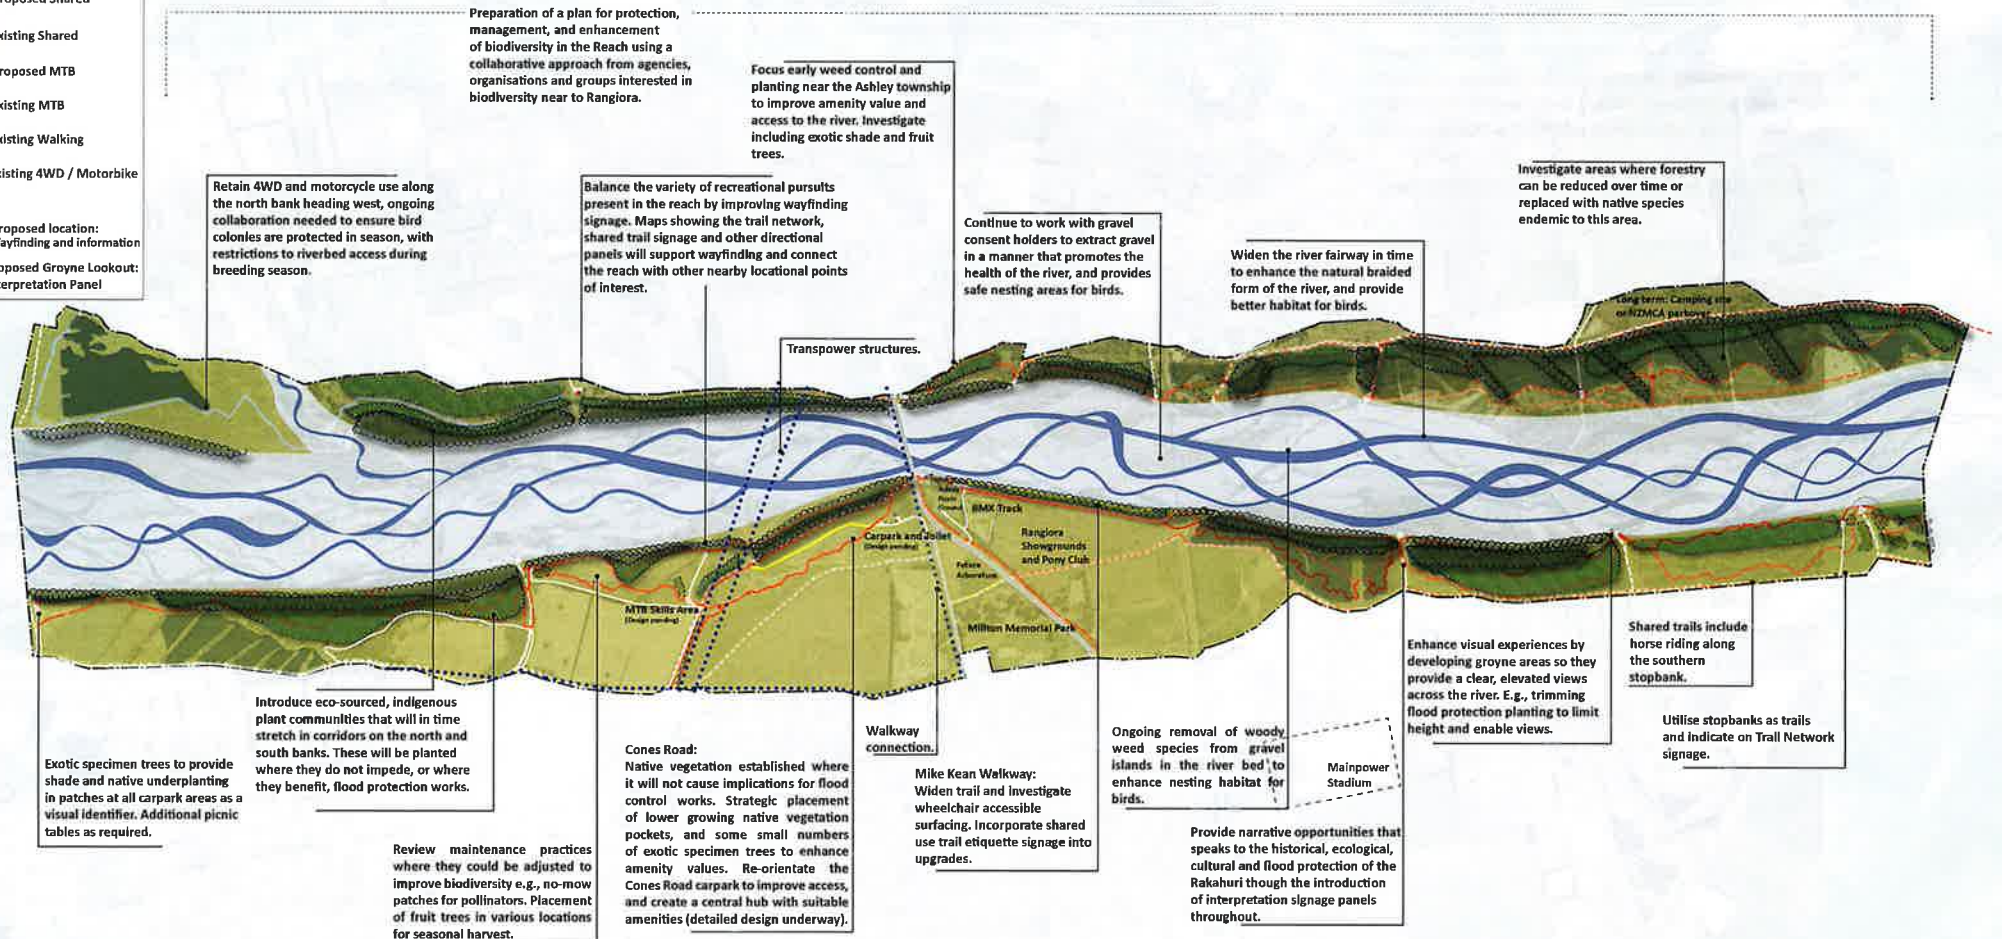 roposed Shared
xisting Shared
roposed MTB
xisting MTB
xisting Walking
xisting 4WD / Motorbike
roposed location:
ayfinding and information
oposed Groyne Lookout:
terpretation Panel
Preparation of a plan for protection,
management, and enhancement
of biodiversity in the Reach using a
collaborative approach from agencies,
organisations and groups interested in
biodiversity near to Rangiora.
Focus early weed control and
planting near the Ashley township
to improve amenity value and
access to the river. Investigate
including exotic shade and fruit
trees.
Retain 4WD and motorcycle use along
the north bank heading west, ongoing
collaboration needed to ensure bird
colonies are protected in season, with
restrictions to riverbed access during
breeding season.
Balance the variety of recreational pursuits
present in the reach by improving wayfinding
signage. Maps showing the trail network,
shared trail signage and other directional
panels will support wayfinding and connect
the reach with other nearby locational points
of interest.
Continue to work with gravel
consent holders to extract gravel
in a manner that promotes the
health of the river, and provides
safe nesting areas for birds.
Widen the river fairway in time
to enhance the natural braided
form of the river, and provide
better habitat for birds.
Investigate areas where forestry
can be reduced over time or
replaced with native species
endemic to this area.
Long term: Camping site
or NZMCA parkover
Transpower structures.
BMX Track
Carpark and Toilet
(Design pending)
Rangiora
Showgrounds
and Pony Club
Future
Arboretum
MTB Skills Area
(Design pending)
Milton Memorial Park
Exotic specimen trees to provide
shade and native underplanting
in patches at all carpark areas as a
visual identifier. Additional picnic
tables as required.
Introduce eco-sourced, indigenous
plant communities that will in time
stretch in corridors on the north and
south banks. These will be planted
where they do not impede, or where
they benefit, flood protection works.
Review maintenance practices
where they could be adjusted to
improve biodiversity e.g., no-mow
patches for pollinators. Placement
of fruit trees in various locations
for seasonal harvest.
Cones Road:
Native vegetation established where
it will not cause implications for flood
control works. Strategic placement
of lower growing native vegetation
pockets, and some small numbers
of exotic specimen trees to enhance
amenity values. Re-orientate the
Cones Road carpark to improve access,
and create a central hub with suitable
amenities (detailed design underway).
Walkway
connection.
Mike Kean Walkway:
Widen trail and investigate
wheelchair accessible
surfacing. Incorporate shared
use trail etiquette signage into
upgrades.
Ongoing removal of woody
weed species from gravel
islands in the river bed to
enhance nesting habitat for
birds.
Mainpower
Stadium
Provide narrative opportunities that
speaks to the historical, ecological,
cultural and flood protection of the
Rakahuri though the introduction
of interpretation signage panels
throughout.
Enhance visual experiences by
developing groyne areas so they
provide a clear, elevated views
across the river. E.g., trimming
flood protection planting to limit
height and enable views.
Shared trails include
horse riding along
the southern
stopbank.
Utilise stopbanks as trails
and indicate on Trail Network
signage.